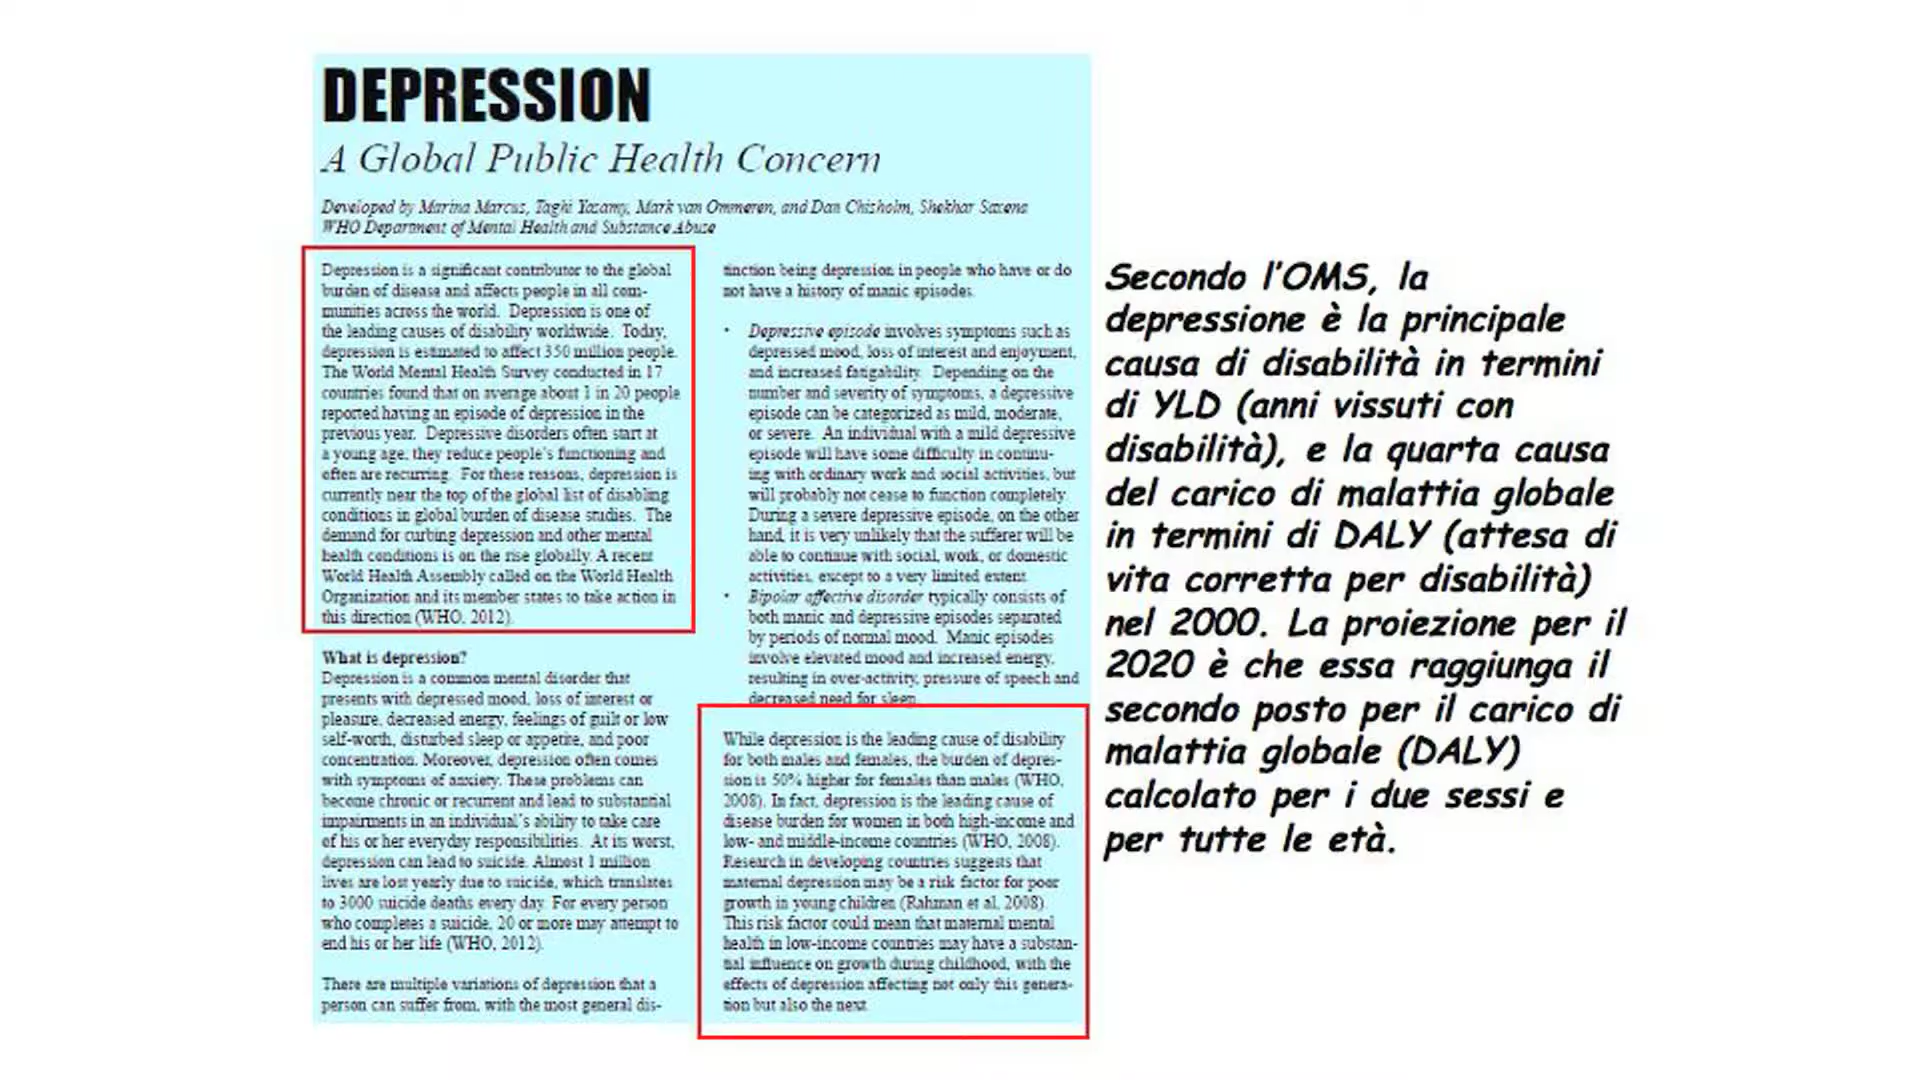 DEPRESSION
A Global Public Health Concern
Developed by Marina Marcus, Taghi Yasamy, Mark van Ommeren, and Dan Chisholm, Shekhar Saxena
WHO Department of Mental Health and Substance Abuse
Depression is a significant contributor to the global
burden of disease and affects people in all com-
munities across the world. Depression is one of
the leading causes of disability worldwide. Today,
depression is estimated to affect 350 million people.
The World Mental Health Survey conducted in 17
countries found that on average about 1 in 20 people
reported having an episode of depression in the
previous year. Depressive disorders often start at
a young age; they reduce people's functioning and
often are recurring. For these reasons, depression is
currently near the top of the global list of disabling
conditions in global burden of disease studies. The
demand for curbing depression and other mental
health conditions is on the rise globally. A recent
World Health Assembly called on the World Health
Organization and its member states to take action in
this direction (WHO, 2012).
What is depression?
Depression is a common mental disorder that
presents with depressed mood, loss of interest or
pleasure, decreased energy, feelings of guilt or low
self-worth, disturbed sleep or appetite, and poor
concentration. Moreover, depression often comes
with symptoms of anxiety. These problems can
become chronic or recurrent and lead to substantial
impairments in an individual's ability to take care
of his or her everyday responsibilities. At its worst,
depression can lead to suicide. Almost 1 million
lives are lost yearly due to suicide, which translates
to 3000 suicide deaths every day. For every person
who completes a suicide, 20 or more may attempt to
end his or her life (WHO, 2012).
There are multiple variations of depression that a
person can suffer from, with the most general dis-
tinction being depression in people who have or do
not have a history of manic episodes.
• Depressive episode involves symptoms such as
depressed mood, loss of interest and enjoyment,
and increased fatigability. Depending on the
number and severity of symptoms, a depressive
episode can be categorized as mild, moderate,
or severe. An individual with a mild depressive
episode will have some difficulty in continu-
ing with ordinary work and social activities, but
will probably not cease to function completely.
During a severe depressive episode, on the other
hand, it is very unlikely that the sufferer will be
able to continue with social, work, or domestic
activities, except to a very limited extent.
• Bipolar affective disorder typically consists of
both manic and depressive episodes separated
by periods of normal mood. Manic episodes
involve elevated mood and increased energy,
resulting in over-activity, pressure of speech and
decreased need for sleep.
While depression is the leading cause of disability
for both males and females, the burden of depres-
sion is 50% higher for females than males (WHO,
2008). In fact, depression is the leading cause of
disease burden for women in both high-income and
low- and middle-income countries (WHO, 2008).
Research in developing countries suggests that
maternal depression may be a risk factor for poor
growth in young children (Rahman et al, 2008).
This risk factor could mean that maternal mental
health in low-income countries may have a substan-
tial influence on growth during childhood, with the
effects of depression affecting not only this genera-
tion but also the next.
Secondo l'OMS, la
depressione è la principale
causa di disabilità in termini
di YLD (anni vissuti con
disabilità), e la quarta causa
del carico di malattia globale
in termini di DALY (attesa di
vita corretta per disabilità)
nel 2000. La proiezione per il
2020 è che essa raggiunga il
secondo posto per il carico di
malattia globale (DALY)
calcolato per i due sessi e
per tutte le età.